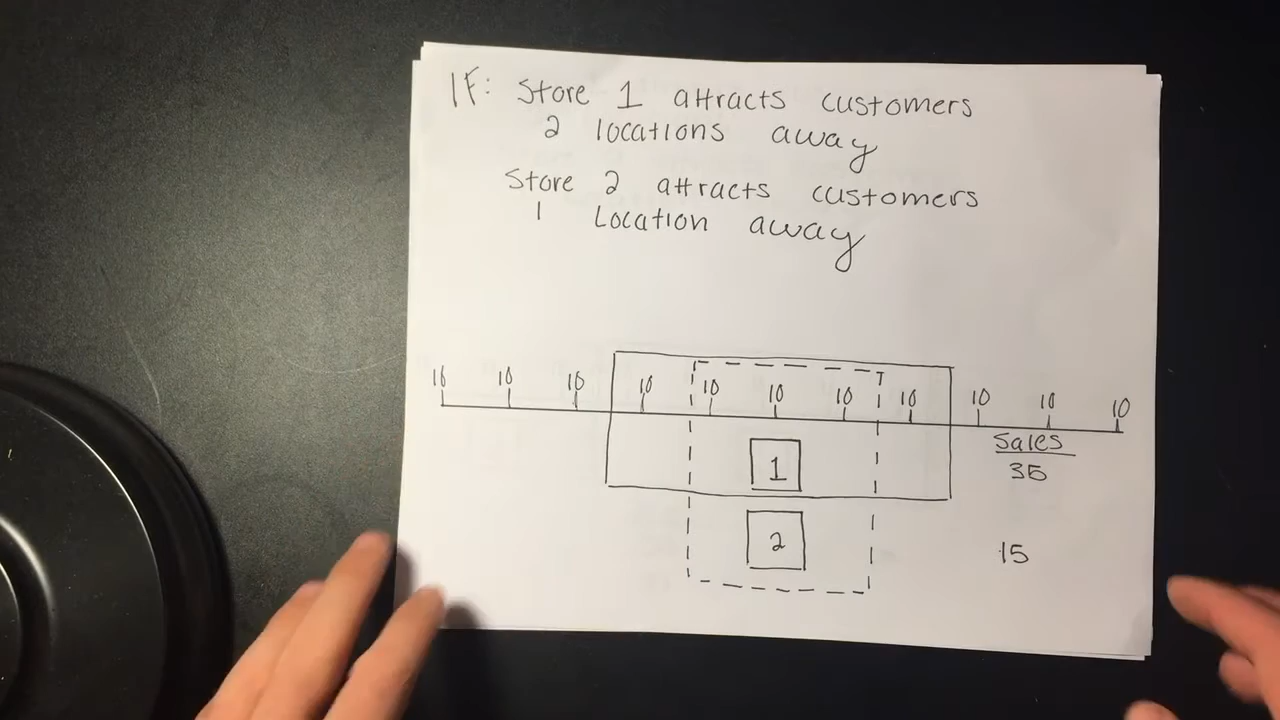 IF: Store 1 attracts customers
2 locations away
Store 2 attracts customers
1 Location away
10 10 10 10 10 10 10 10 10 10 10
Sales
1 35
2 15